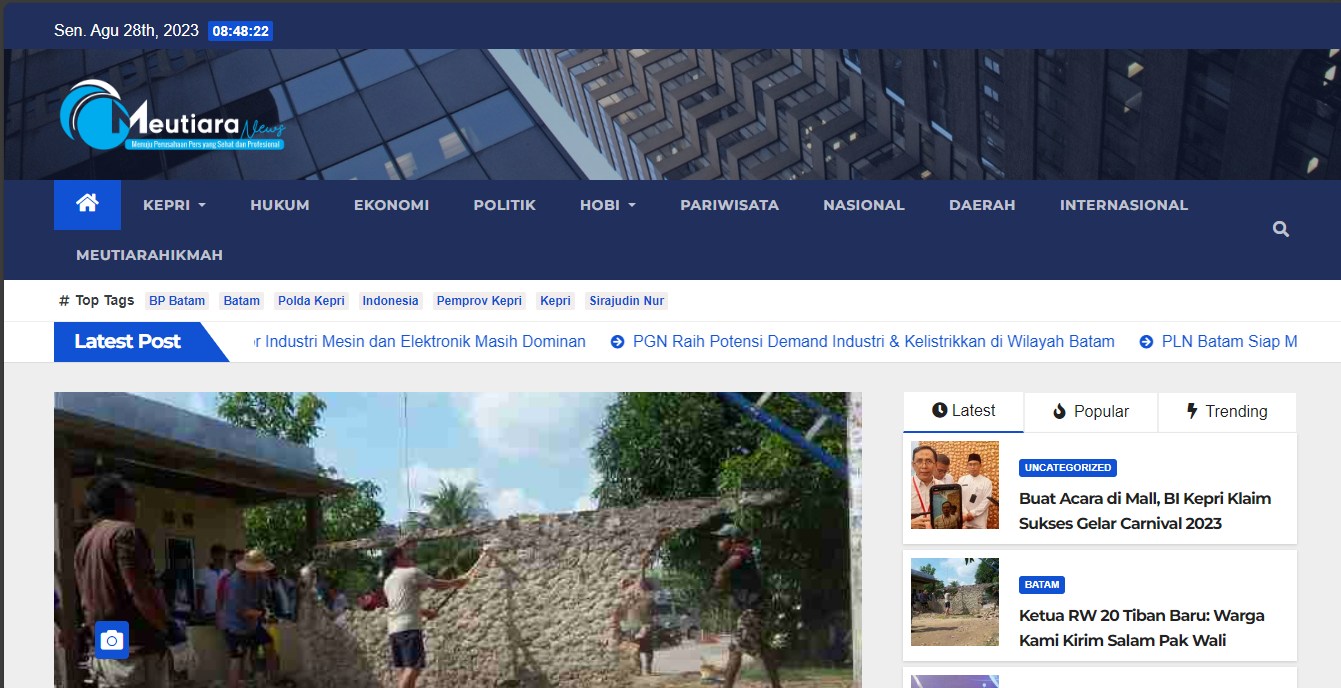 Sen. Agu 28th, 2023 08:48:22
Meutiara News
Menuju Perusahaan Pers yang Sehat dan Profesional
KEPRI HUKUM EKONOMI POLITIK HOBI PARIWISATA NASIONAL DAERAH INTERNASIONAL
MEUTIARAHIKMAH
# Top Tags BP Batam Batam Polda Kepri Indonesia Pemprov Kepri Kepri Sirajudin Nur
Latest Post r Industri Mesin dan Elektronik Masih Dominan PGN Raih Potensi Demand Industri & Kelistrikkan di Wilayah Batam PLN Batam Siap M
Latest Popular Trending
UNCATEGORIZED
Buat Acara di Mall, BI Kepri Klaim
Sukses Gelar Carnival 2023
BATAM
Ketua RW 20 Tiban Baru: Warga
Kami Kirim Salam Pak Wali